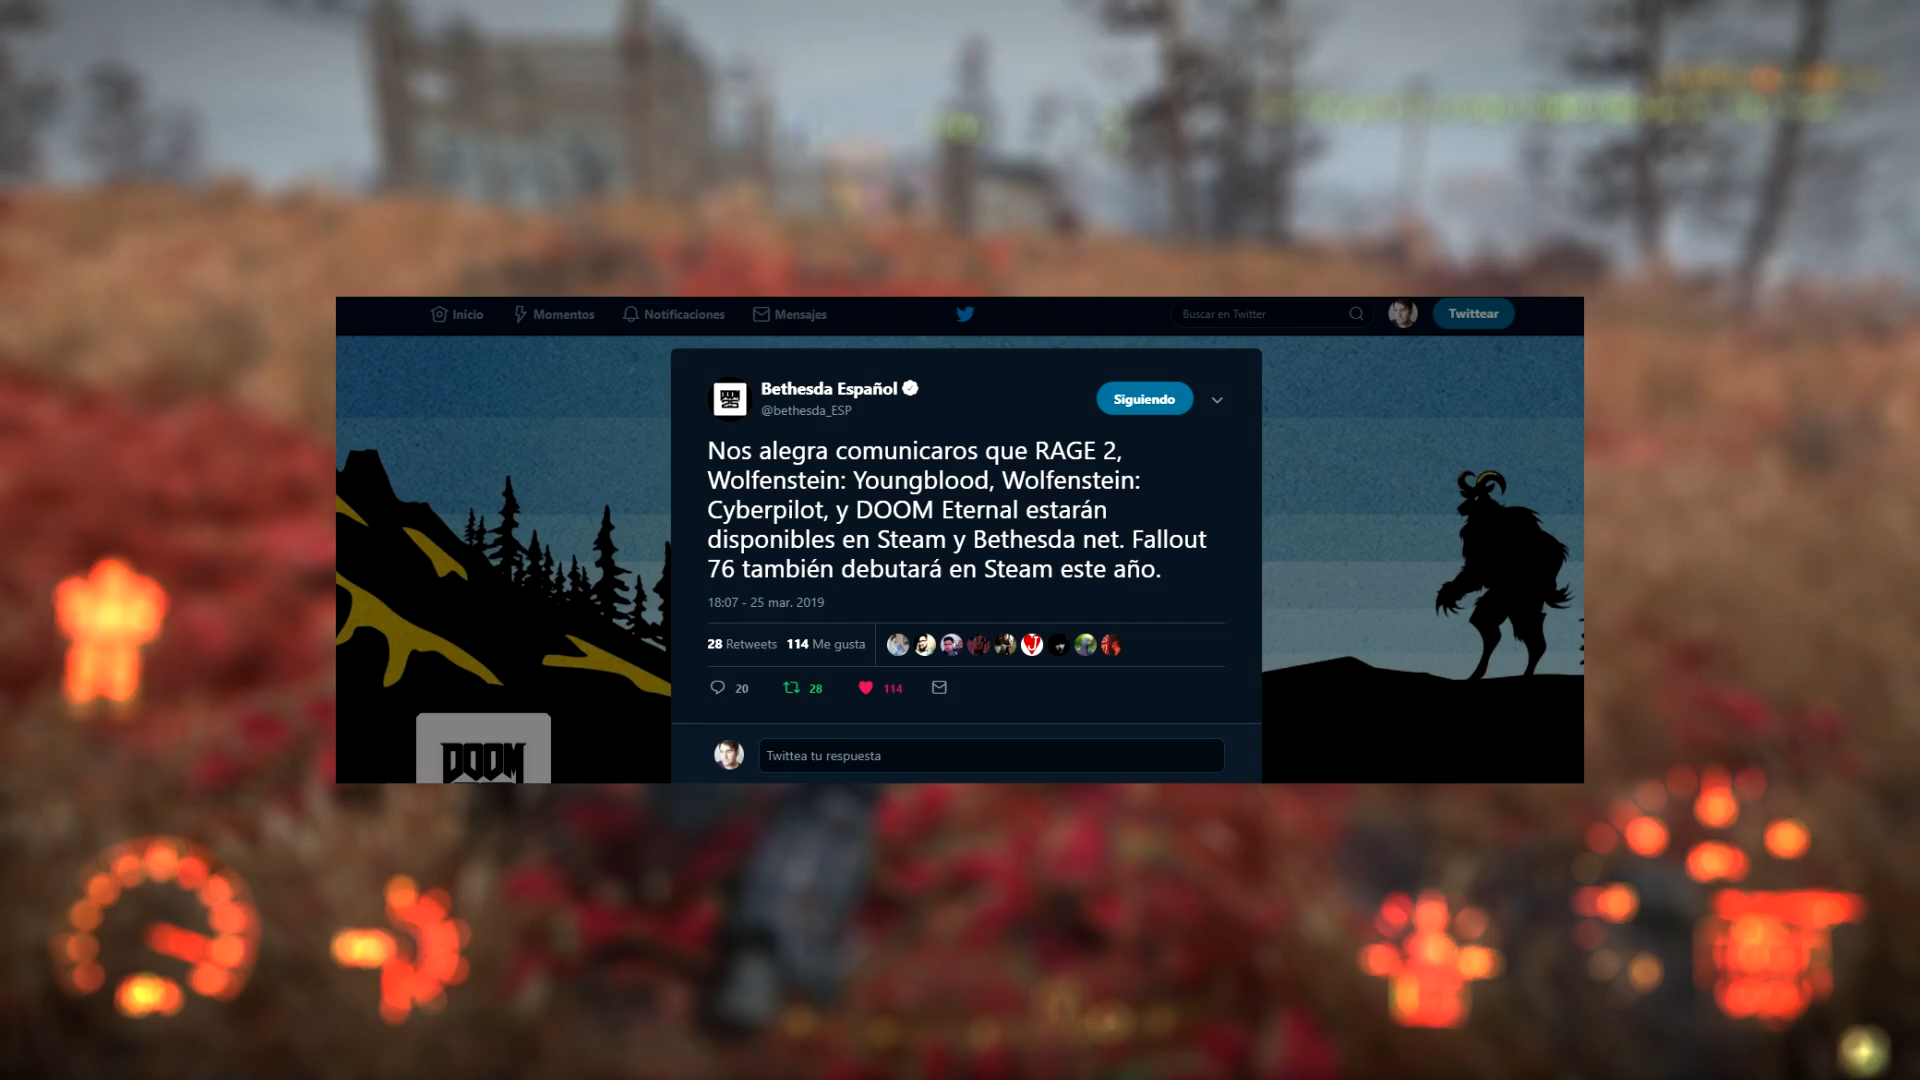 Inicio Momentos Notificaciones Mensajes Buscar en Twitter Twittear
DOOM 25
Bethesda Español
@bethesda_ESP
Siguiendo
Nos alegra comunicaros que RAGE 2,
Wolfenstein: Youngblood, Wolfenstein:
Cyberpilot, y DOOM Eternal estarán
disponibles en Steam y Bethesda net. Fallout
76 también debutará en Steam este año.
18:07 - 25 mar. 2019
28 Retweets 114 Me gusta
20 28 114
Twittea tu respuesta
DOOM